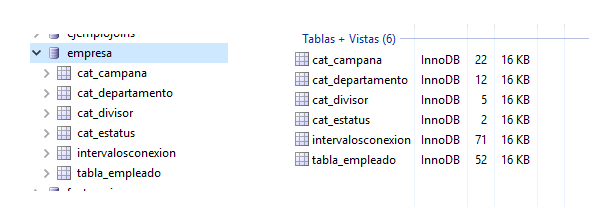 empresa
cat_campana
cat_departamento
cat_divisor
cat_estatus
intervalosconexion
tabla_empleado
Tablas + Vistas (6)
cat_campana InnoDB 22 16 KB
cat_departamento InnoDB 12 16 KB
cat_divisor InnoDB 5 16 KB
cat_estatus InnoDB 2 16 KB
intervalosconexion InnoDB 71 16 KB
tabla_empleado InnoDB 52 16 KB